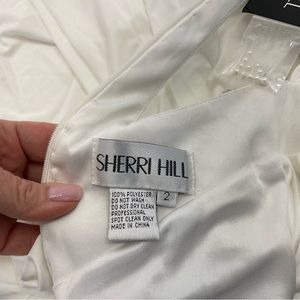 SHERRI HILL
2
100% POLYESTER
DO NOT WASH
DO NOT DRY CLEAN
PROFESSIONAL
SPOT CLEAN ONLY
MADE IN CHINA